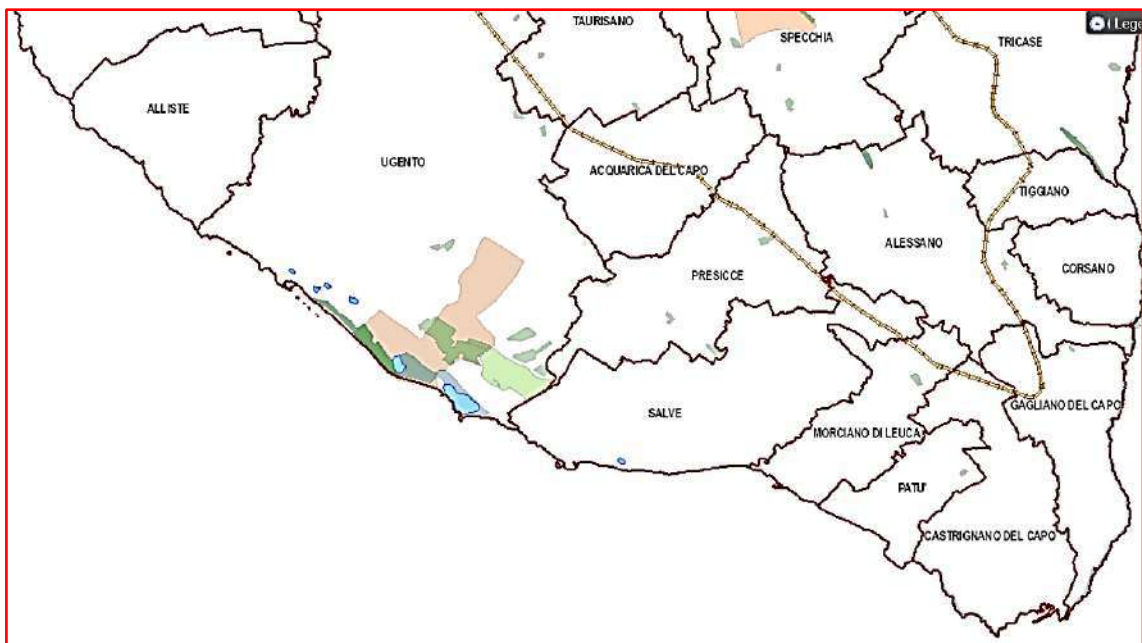 TAURISANO
SPECCHIA
TRICASE
( Lege
ALLISTE
UGENTO
ACQUARICA DEL CAPO
TIGGIANO
ALESSANO
CORSANO
PRESICCE
SALVE
GAGLIANO DEL CAPO
MORCIANO DI LEUCA
PATU'
CASTRIGNANO DEL CAPO